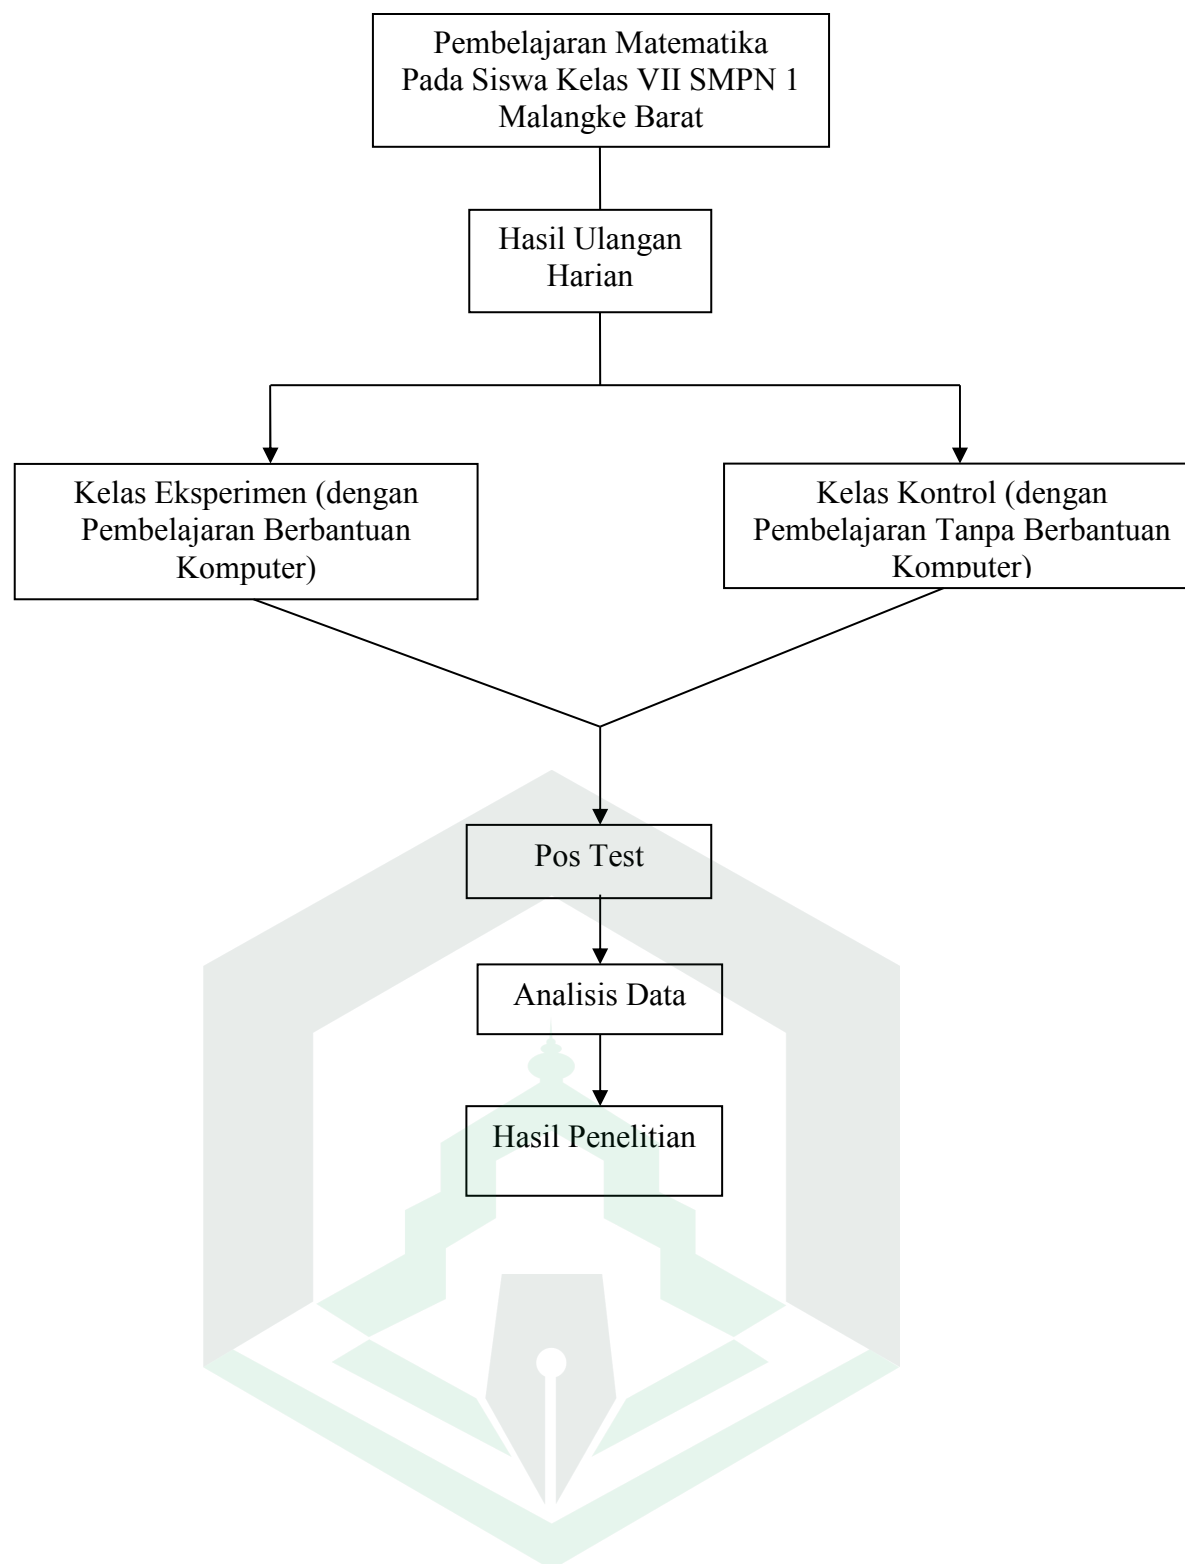 Pembelajaran Matematika
Pada Siswa Kelas VII SMPN 1
Malangke Barat
Hasil Ulangan
Harian
Kelas Eksperimen (dengan
Pembelajaran Berbantuan
Komputer)
Kelas Kontrol (dengan
Pembelajaran Tanpa Berbantuan
Komputer)
Pos Test
Analisis Data
Hasil Penelitian